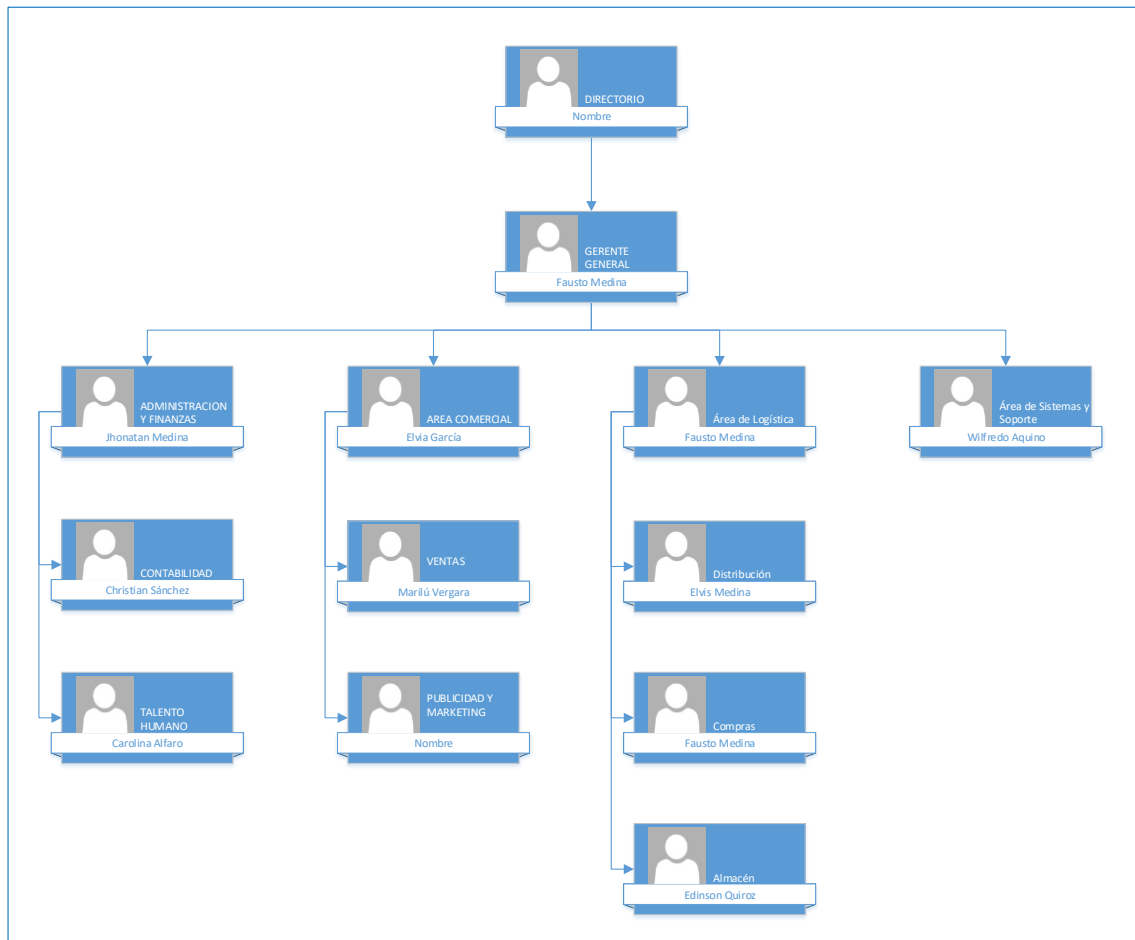 DIRECTORIO
Nombre
GERENTE
GENERAL
Fausto Medina
ADMINISTRACION
Y FINANZAS
Jhonatan Medina
AREA COMERCIAL
Elvia García
Área de Logística
Fausto Medina
Área de Sistemas y
Soporte
Wilfredo Aquino
CONTABILIDAD
Christian Sánchez
VENTAS
Marilú Vergara
Distribución
Elvis Medina
TALENTO
HUMANO
Carolina Alfaro
PUBLICIDAD Y
MARKETING
Nombre
Compras
Fausto Medina
Almacén
Edinson Quiroz